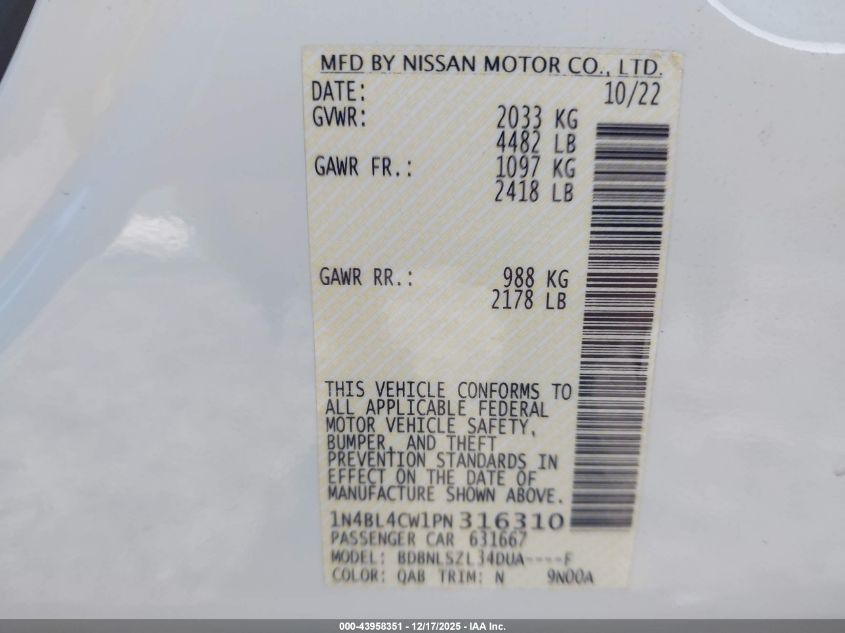 MFD BY NISSAN MOTOR CO., LTD.
DATE: 10/22
GVWR: 2033 KG
4482 LB
GAWR FR.: 1097 KG
2418 LB
GAWR RR.: 988 KG
2178 LB
THIS VEHICLE CONFORMS TO
ALL APPLICABLE FEDERAL
MOTOR VEHICLE SAFETY,
BUMPER, AND THEFT
PREVENTION STANDARDS IN
EFFECT ON THE DATE OF
MANUFACTURE SHOWN ABOVE.
1N4BL4CW1PN316310
PASSENGER CAR 631667
MODEL: BDBNLSZL34DUA----F
COLOR: QAB TRIM: N 9N00A
000-43958351 | 12/17/2025 - IAA Inc.